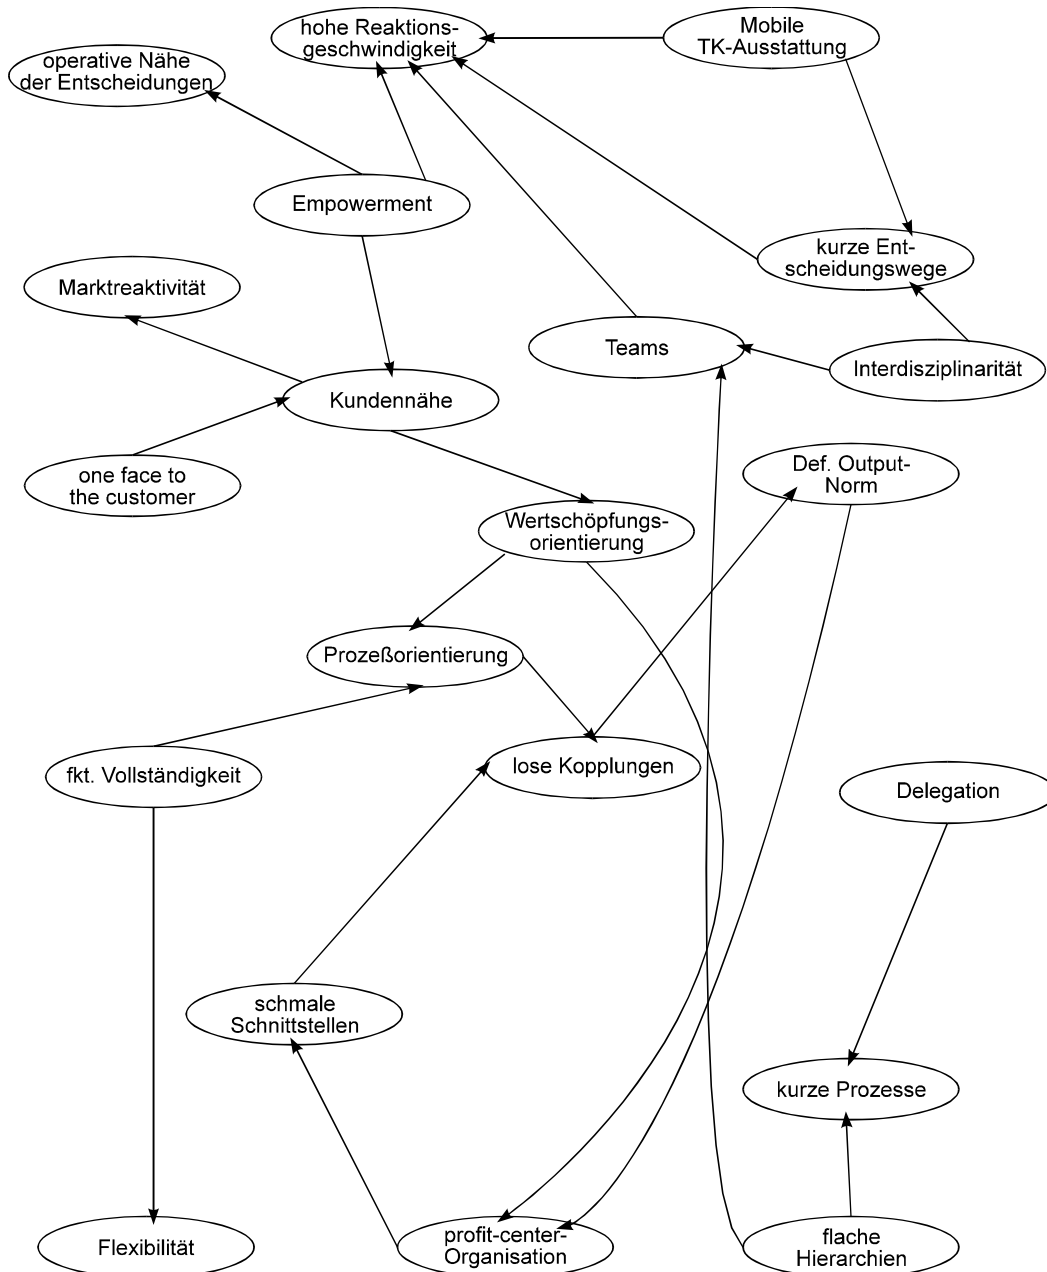 hohe Reaktions-
geschwindigkeit
Mobile
TK-Ausstattung
operative Nähe
der Entscheidungen
Empowerment
kurze Ent-
scheidungswege
Marktreaktivität
Teams
Interdisziplinarität
Kundennähe
one face to
the customer
Def. Output-
Norm
Wertschöpfungs-
orientierung
Prozeßorientierung
fkt. Vollständigkeit
lose Kopplungen
Delegation
schmale
Schnittstellen
kurze Prozesse
Flexibilität
profit-center-
Organisation
flache
Hierarchien